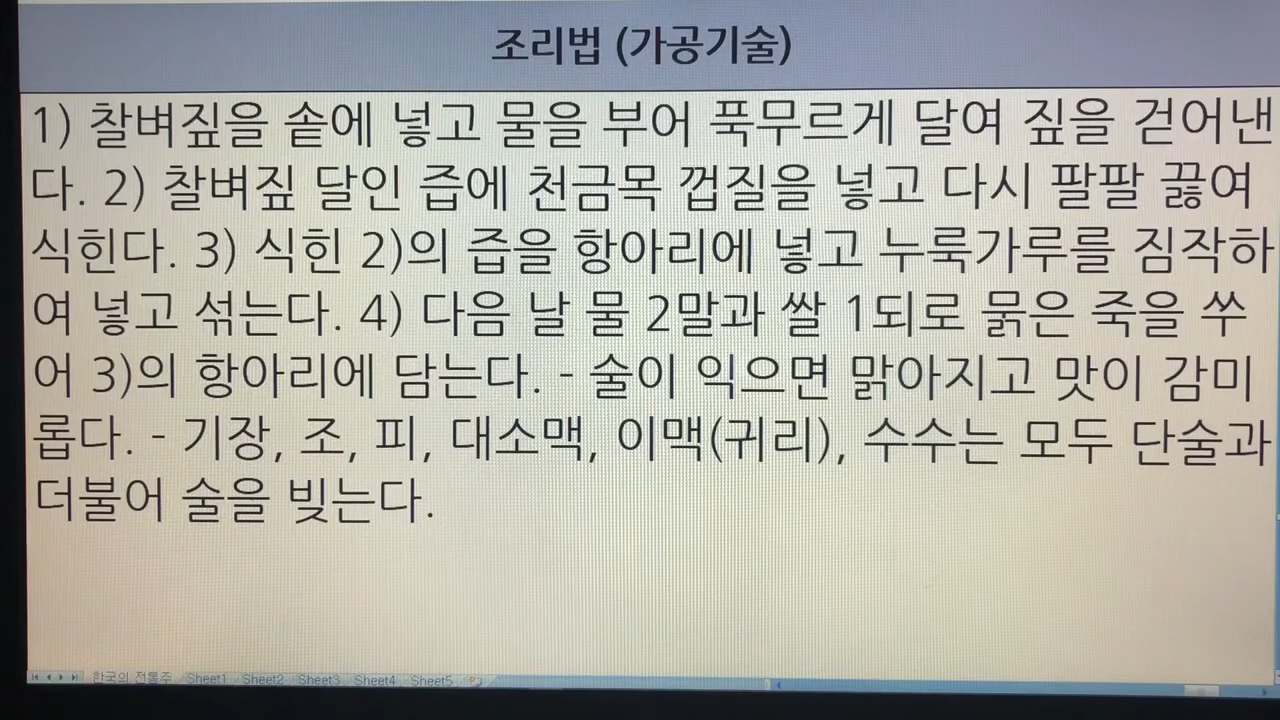 조리법 (가공기술)
1) 찰벼짚을 솥에 넣고 물을 부어 푹무르게 달여 짚을 걷어낸
다. 2) 찰벼짚 달인 즙에 천금목 껍질을 넣고 다시 팔팔 끓여
식힌다. 3) 식힌 2)의 즙을 항아리에 넣고 누룩가루를 짐작하
여 넣고 섞는다. 4) 다음 날 물 2말과 쌀 1되로 묽은 죽을 쑤
어 3)의 항아리에 담는다. - 술이 익으면 맑아지고 맛이 감미
롭다. - 기장, 조, 피, 대소맥, 이맥(귀리), 수수는 모두 단술과
더불어 술을 빚는다.
한국의 전통주 Sheet1 Sheet2 Sheet3 Sheet4 Sheet5